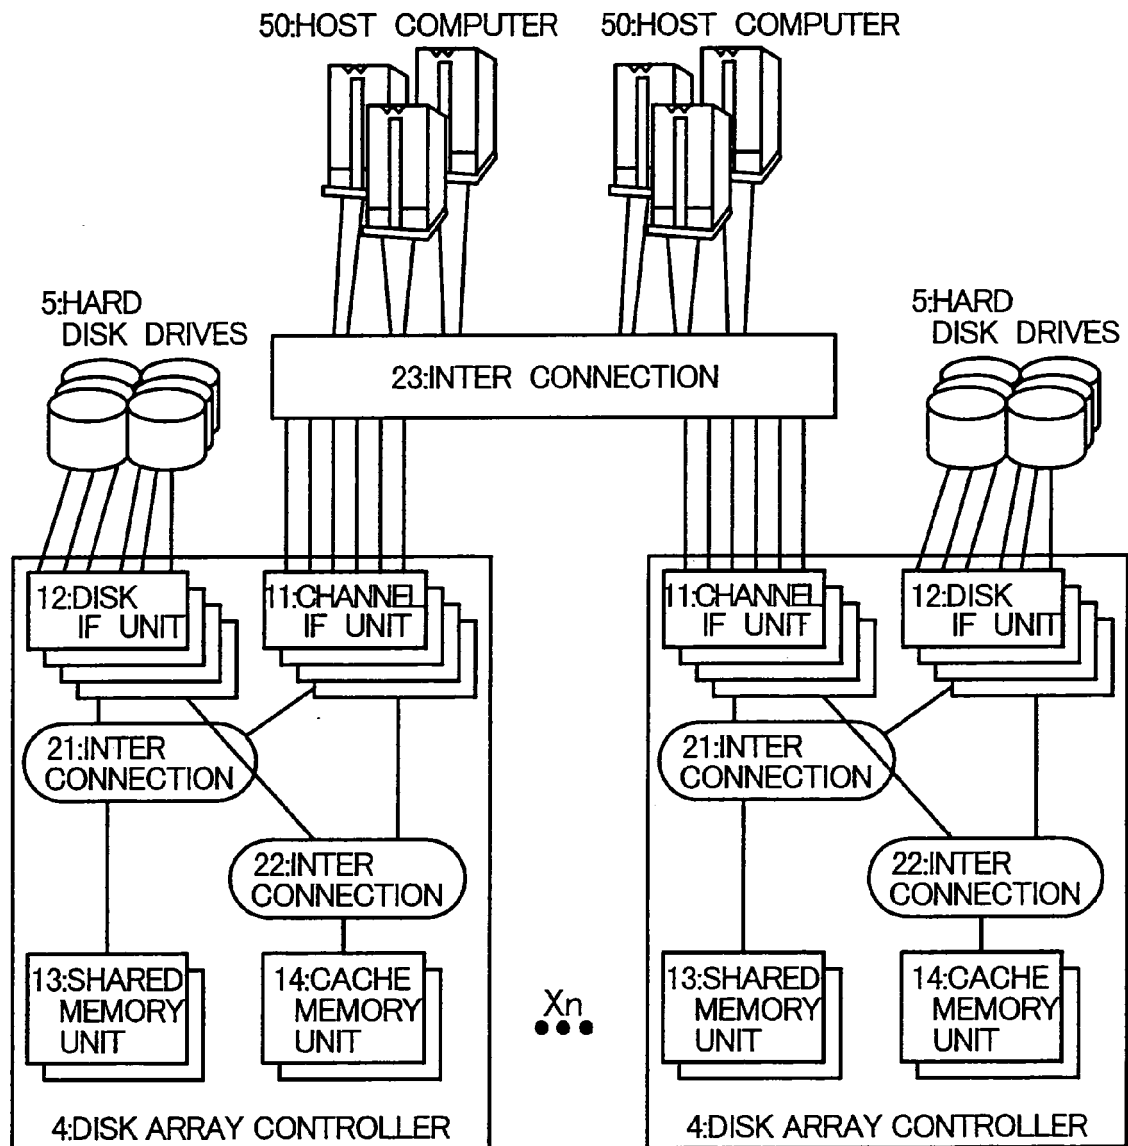 50:HOST COMPUTER
50:HOST COMPUTER
5:HARD
DISK DRIVES
5:HARD
DISK DRIVES
23:INTER CONNECTION
12:DISK
IF UNIT
11:CHANNEL
IF UNIT
11:CHANNEL
IF UNIT
12:DISK
IF UNIT
21:INTER
CONNECTION
21:INTER
CONNECTION
22:INTER
CONNECTION
22:INTER
CONNECTION
13:SHARED
MEMORY
UNIT
14:CACHE
MEMORY
UNIT
Xn
13:SHARED
MEMORY
UNIT
14:CACHE
MEMORY
UNIT
4:DISK ARRAY CONTROLLER
4:DISK ARRAY CONTROLLER